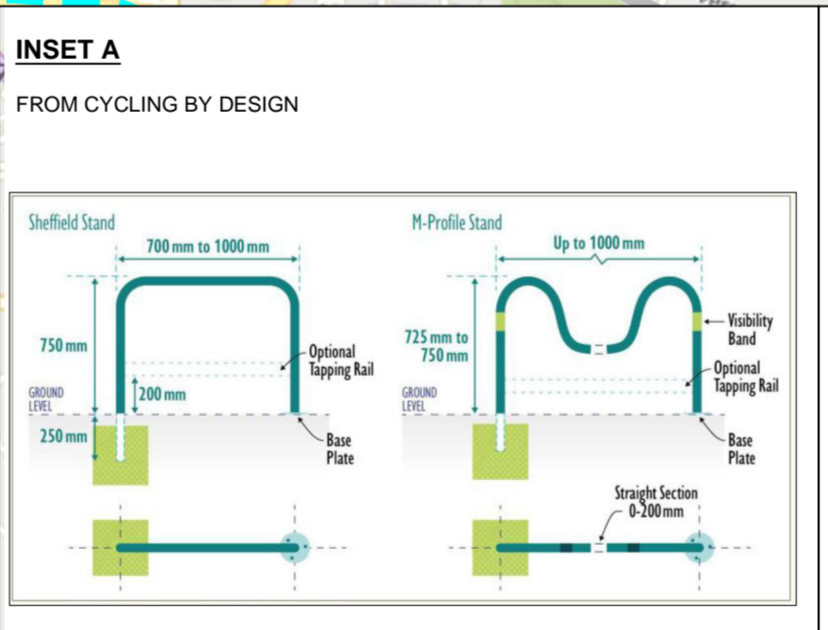 INSET A
FROM CYCLING BY DESIGN
Sheffield Stand
700 mm to 1000 mm
750 mm
Optional
Tapping Rail
200 mm
GROUND
LEVEL
250 mm
Base
Plate
M-Profile Stand
Up to 1000 mm
Visibility
Band
725 mm to
750 mm
Optional
Tapping Rail
GROUND
LEVEL
Base
Plate
Straight Section
0-200 mm